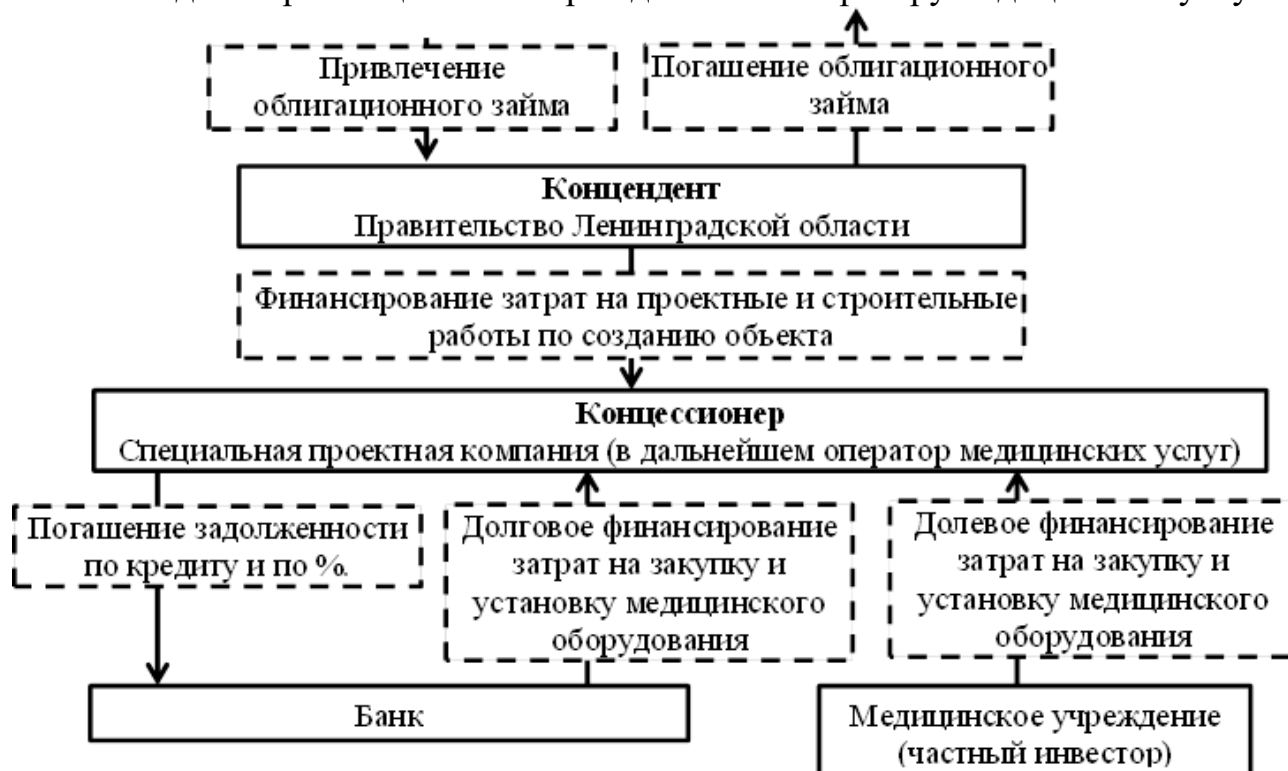 Привлечение
облигационного займа
Погашение облигационного
займа
Концендент
Правительство Ленинградской области
Финансирование затрат на проектные и строительные
работы по созданию объекта
Концессионер
Специальная проектная компания (в дальнейшем оператор медицинских услуг)
Погашение задолженности
по кредиту и по %.
Долговое финансирование
затрат на закупку и
установку медицинского
оборудования
Долевое финансирование
затрат на закупку и
установку медицинского
оборудования
Банк
Медицинское учреждение
(частный инвестор)